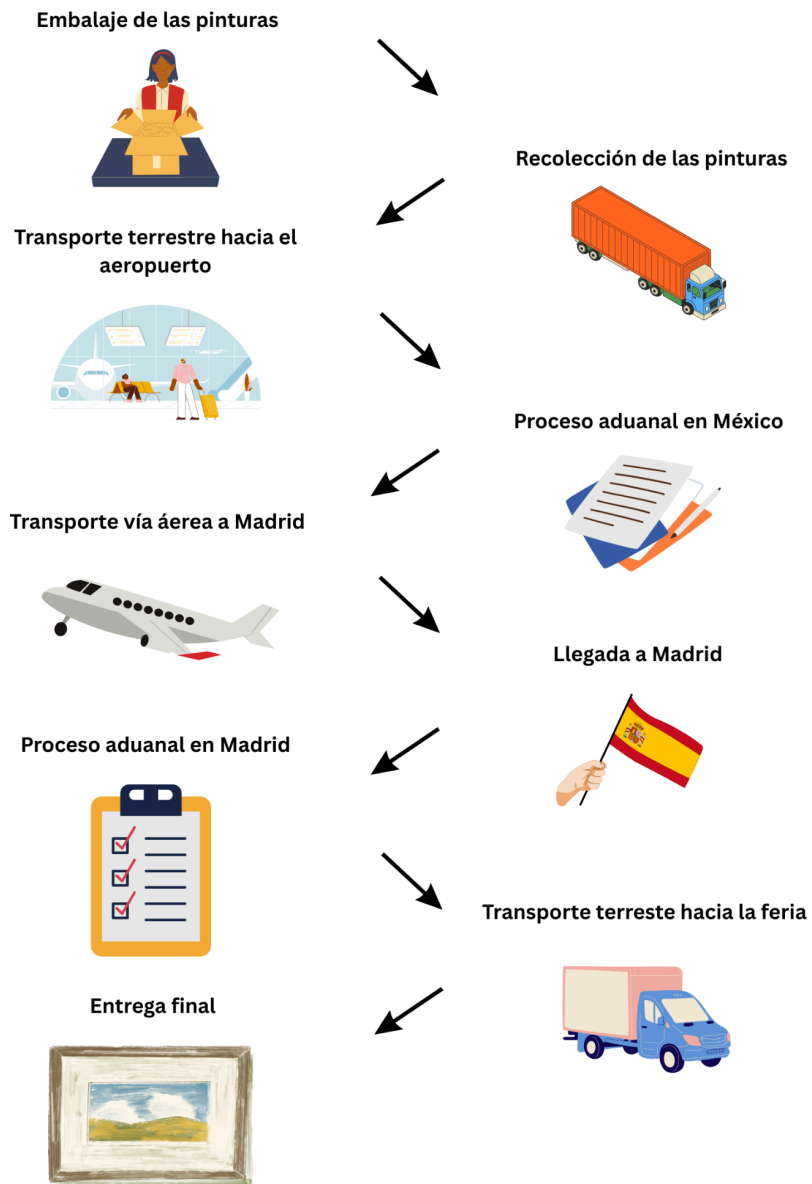 Embalaje de las pinturas
Recolección de las pinturas
Transporte terrestre hacia el
aeropuerto
Proceso aduanal en México
Transporte vía áerea a Madrid
Llegada a Madrid
Proceso aduanal en Madrid
Transporte terreste hacia la feria
Entrega final